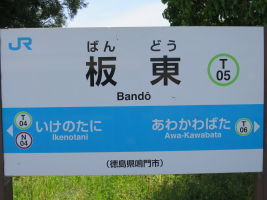 JR
ばん どう
板 東
Bandō
T
05
T
04
N
04
いけのたに
Ikenotani
あわかわばた
Awa-Kawabata
T
06
(徳島県鳴門市)